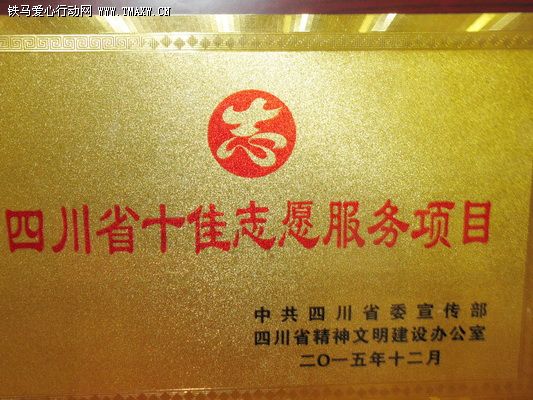 铁马爱心行动网
WWW.TMAXW.CN
志
四川省十佳志愿服务项目
中共四川省委宣传部
四川省精神文明建设办公室
二〇一五年十二月